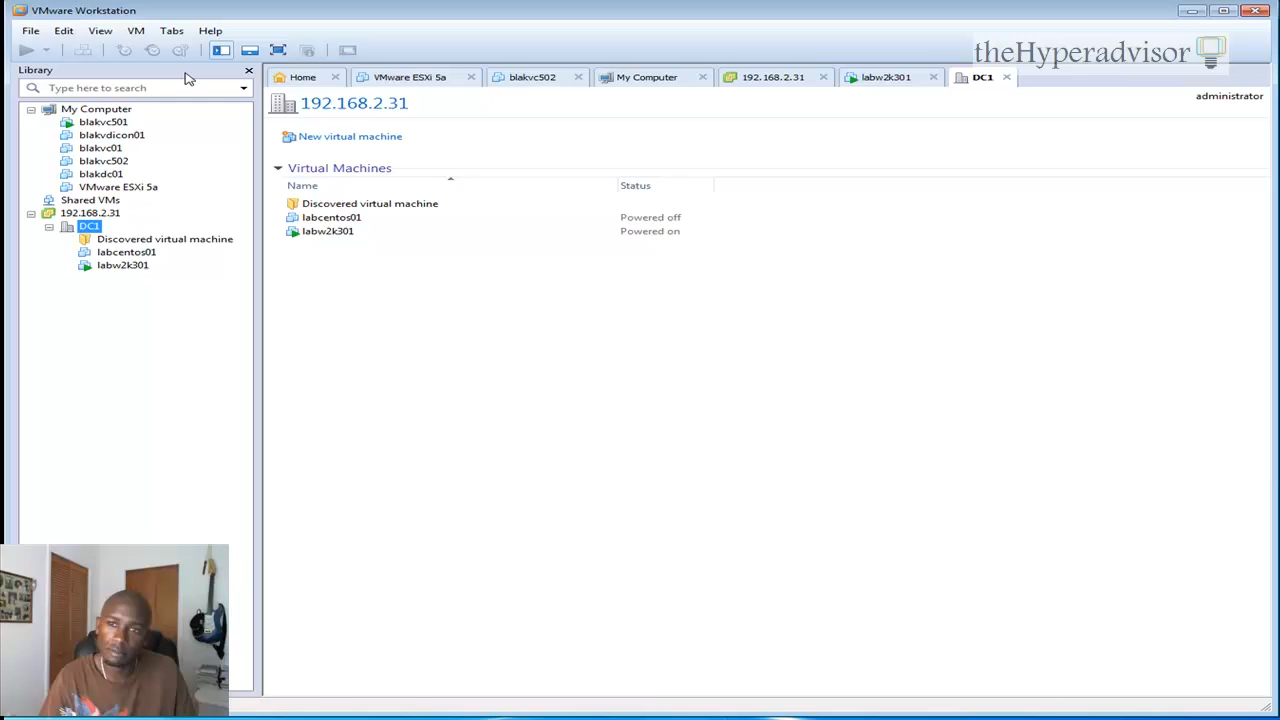 VMware Workstation
File Edit View VM Tabs Help
theHyperadvisor
Library
Type here to search
My Computer
blakvc501
blakvdicon01
blakvc01
blakvc502
blakdc01
VMware ESXi 5a
Shared VMs
192.168.2.31
DC1
Discovered virtual machine
labcentos01
labw2k301
Home VMware ESXi 5a blakvc502 My Computer 192.168.2.31 labw2k301 DC1
192.168.2.31
administrator
New virtual machine
Virtual Machines
Name Status
Discovered virtual machine
labcentos01 Powered off
labw2k301 Powered on